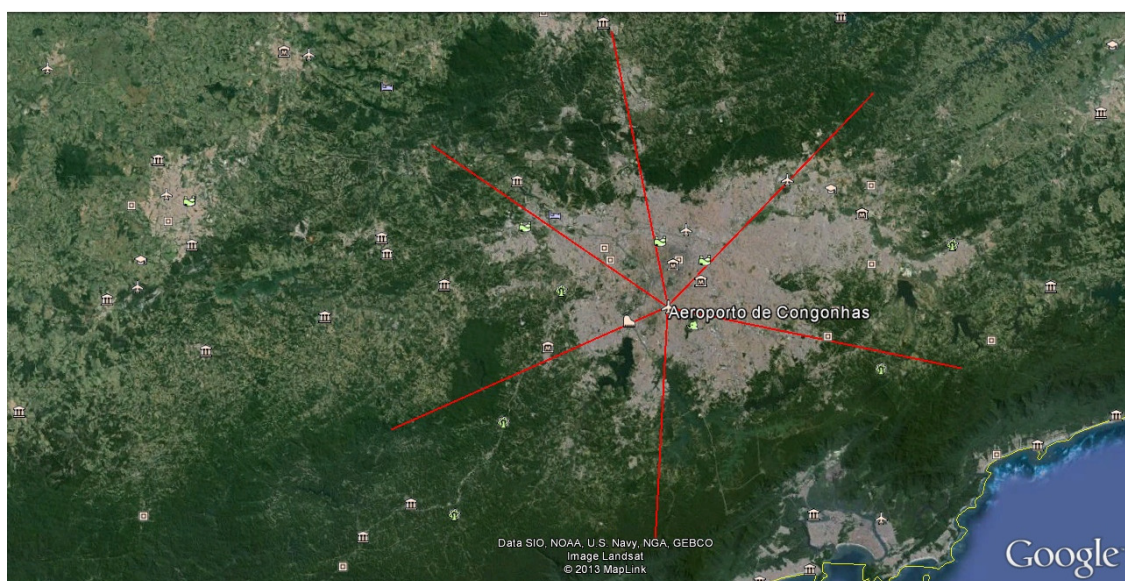 Aeroporto de Congonhas
Data SIO, NOAA, U.S. Navy, NGA, GEBCO
Image Landsat
© 2013 MapLink
Google